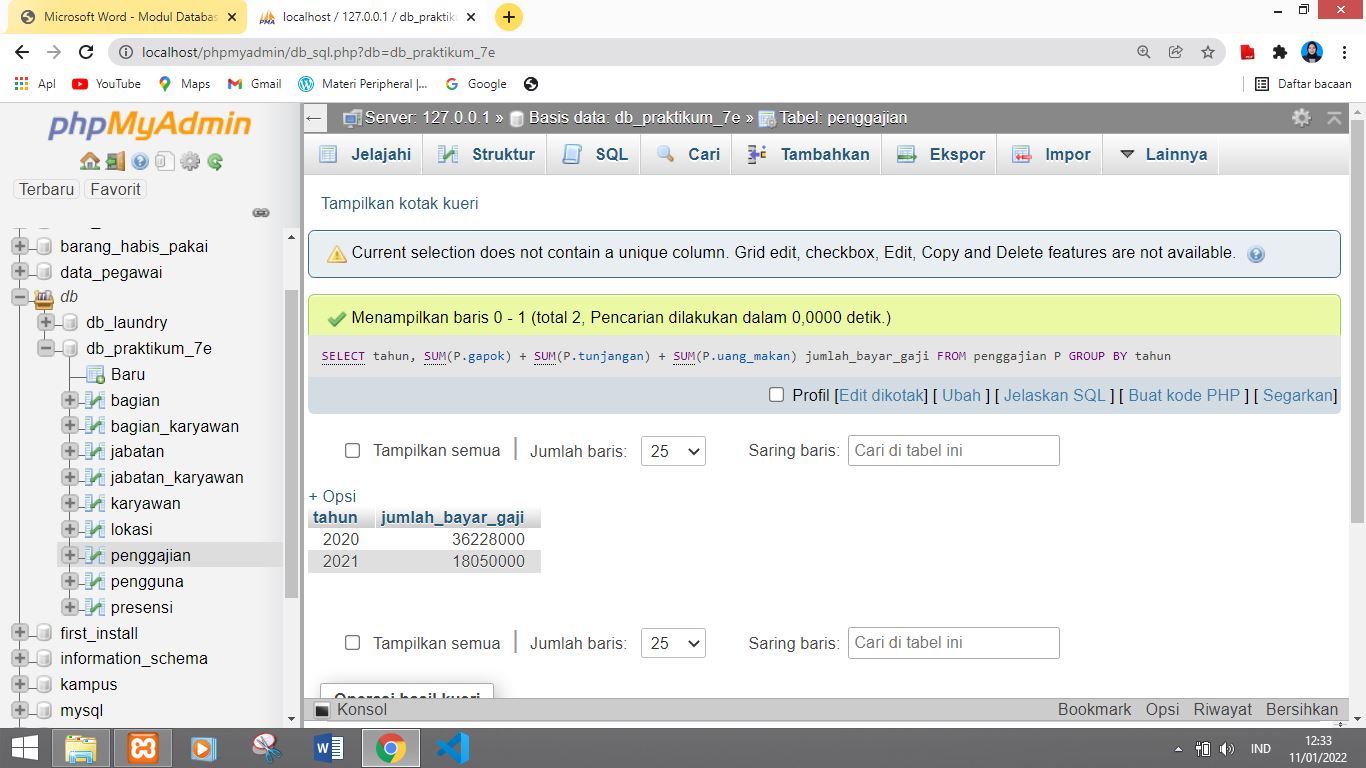 Microsoft Word - Modul Databas
localhost / 127.0.0.1 / db_praktiku
localhost/phpmyadmin/db_sql.php?db=db_praktikum_7e
Apl YouTube Maps Gmail Materi Peripheral |... Google Daftar bacaan
phpMyAdmin
Terbaru Favorit
barang_habis_pakai
data_pegawai
db
db_laundry
db_praktikum_7e
Baru
bagian
bagian_karyawan
jabatan
jabatan_karyawan
karyawan
lokasi
penggajian
pengguna
presensi
first_install
information_schema
kampus
mysql
Server: 127.0.0.1 » Basis data: db_praktikum_7e » Tabel: penggajian
Jelajahi Struktur SQL Cari Tambahkan Ekspor Impor Lainnya
Tampilkan kotak kueri
Current selection does not contain a unique column. Grid edit, checkbox, Edit, Copy and Delete features are not available.
Menampilkan baris 0 - 1 (total 2, Pencarian dilakukan dalam 0,0000 detik.)
SELECT tahun, SUM(P.gapok) + SUM(P.tunjangan) + SUM(P.uang_makan) jumlah_bayar_gaji FROM penggajian P GROUP BY tahun
Profil [Edit dikotak] [ Ubah ] [ Jelaskan SQL ] [ Buat kode PHP ] [ Segarkan]
Tampilkan semua | Jumlah baris: 25 Saring baris: Cari di tabel ini
+ Opsi
tahun jumlah_bayar_gaji
2020 36228000
2021 18050000
Tampilkan semua | Jumlah baris: 25 Saring baris: Cari di tabel ini
Operasi hasil kueri
Konsol Bookmark Opsi Riwayat Bersihkan
IND
12:33
11/01/2022